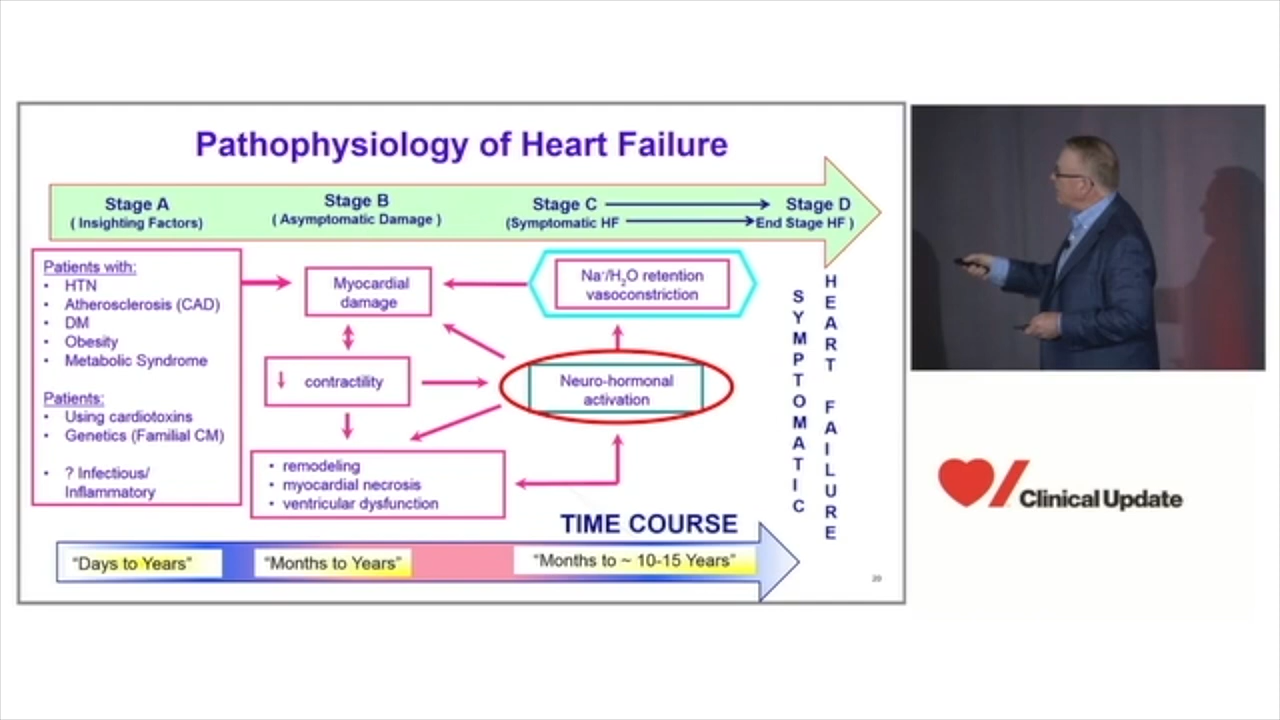 Pathophysiology of Heart Failure
Stage A
( Insighting Factors)
Stage B
( Asymptomatic Damage )
Stage C
(Symptomatic HF
Stage D
End Stage HF )
Patients with:
• HTN
• Atherosclerosis (CAD)
• DM
• Obesity
• Metabolic Syndrome
Patients:
• Using cardiotoxins
• Genetics (Familial CM)
• ? Infectious/
Inflammatory
Myocardial
damage
↓ contractility
• remodeling
• myocardial necrosis
• ventricular dysfunction
Na⁺/H₂O retention
vasoconstriction
Neuro-hormonal
activation
SYMPTOMATIC
HEART FAILURE
TIME COURSE
“Days to Years”
“Months to Years”
“Months to ~ 10-15 Years”
Clinical Update